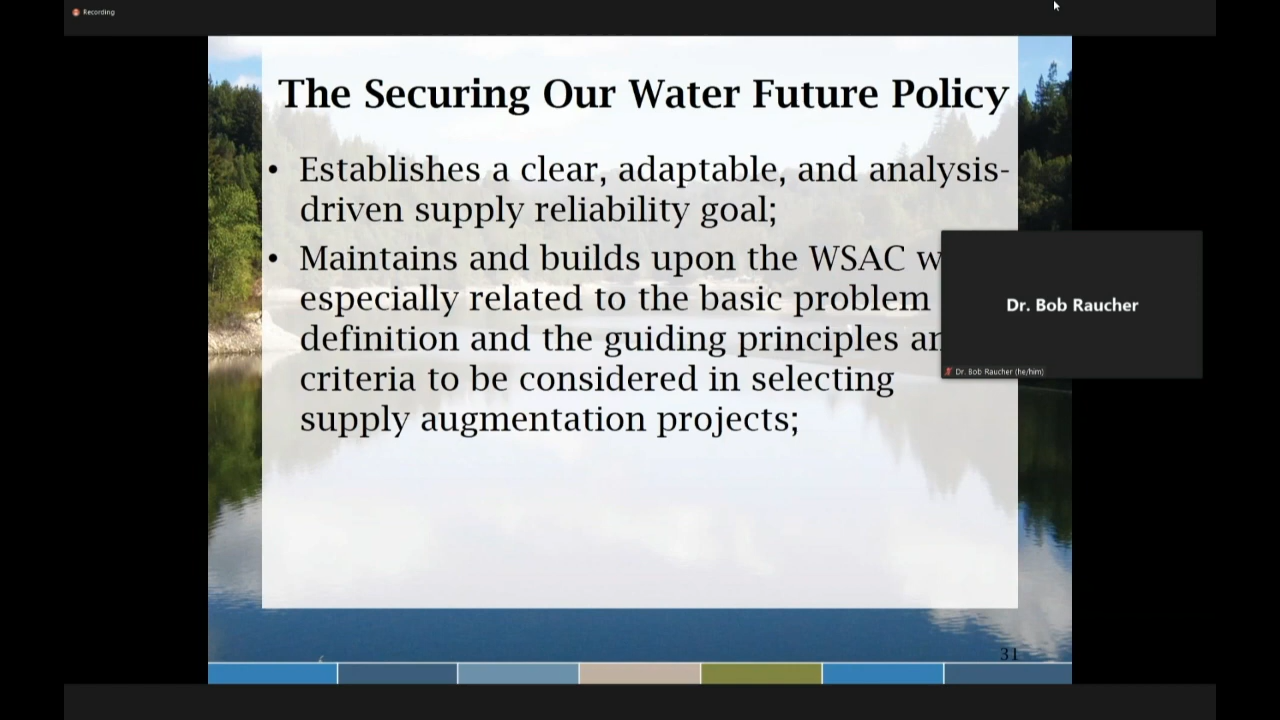 Recording
The Securing Our Water Future Policy
• Establishes a clear, adaptable, and analysis-
driven supply reliability goal;
• Maintains and builds upon the WSAC
especially related to the basic problem
definition and the guiding principles
criteria to be considered in selecting
supply augmentation projects;
Dr. Bob Raucher
Dr. Bob Raucher (he/him)
31